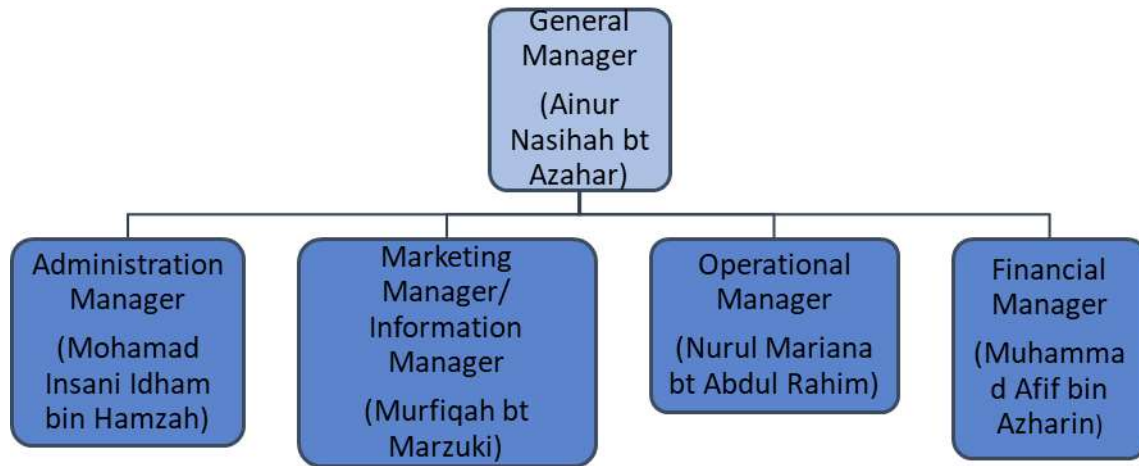 General
Manager
(Ainur
Nasihah bt
Azahar)
Administration
Manager
(Mohamad
Insani Idham
bin Hamzah)
Marketing
Manager/
Information
Manager
(Murfiqah bt
Marzuki)
Operational
Manager
(Nurul Mariana
bt Abdul Rahim)
Financial
Manager
(Muhamma
d Afif bin
Azharin)